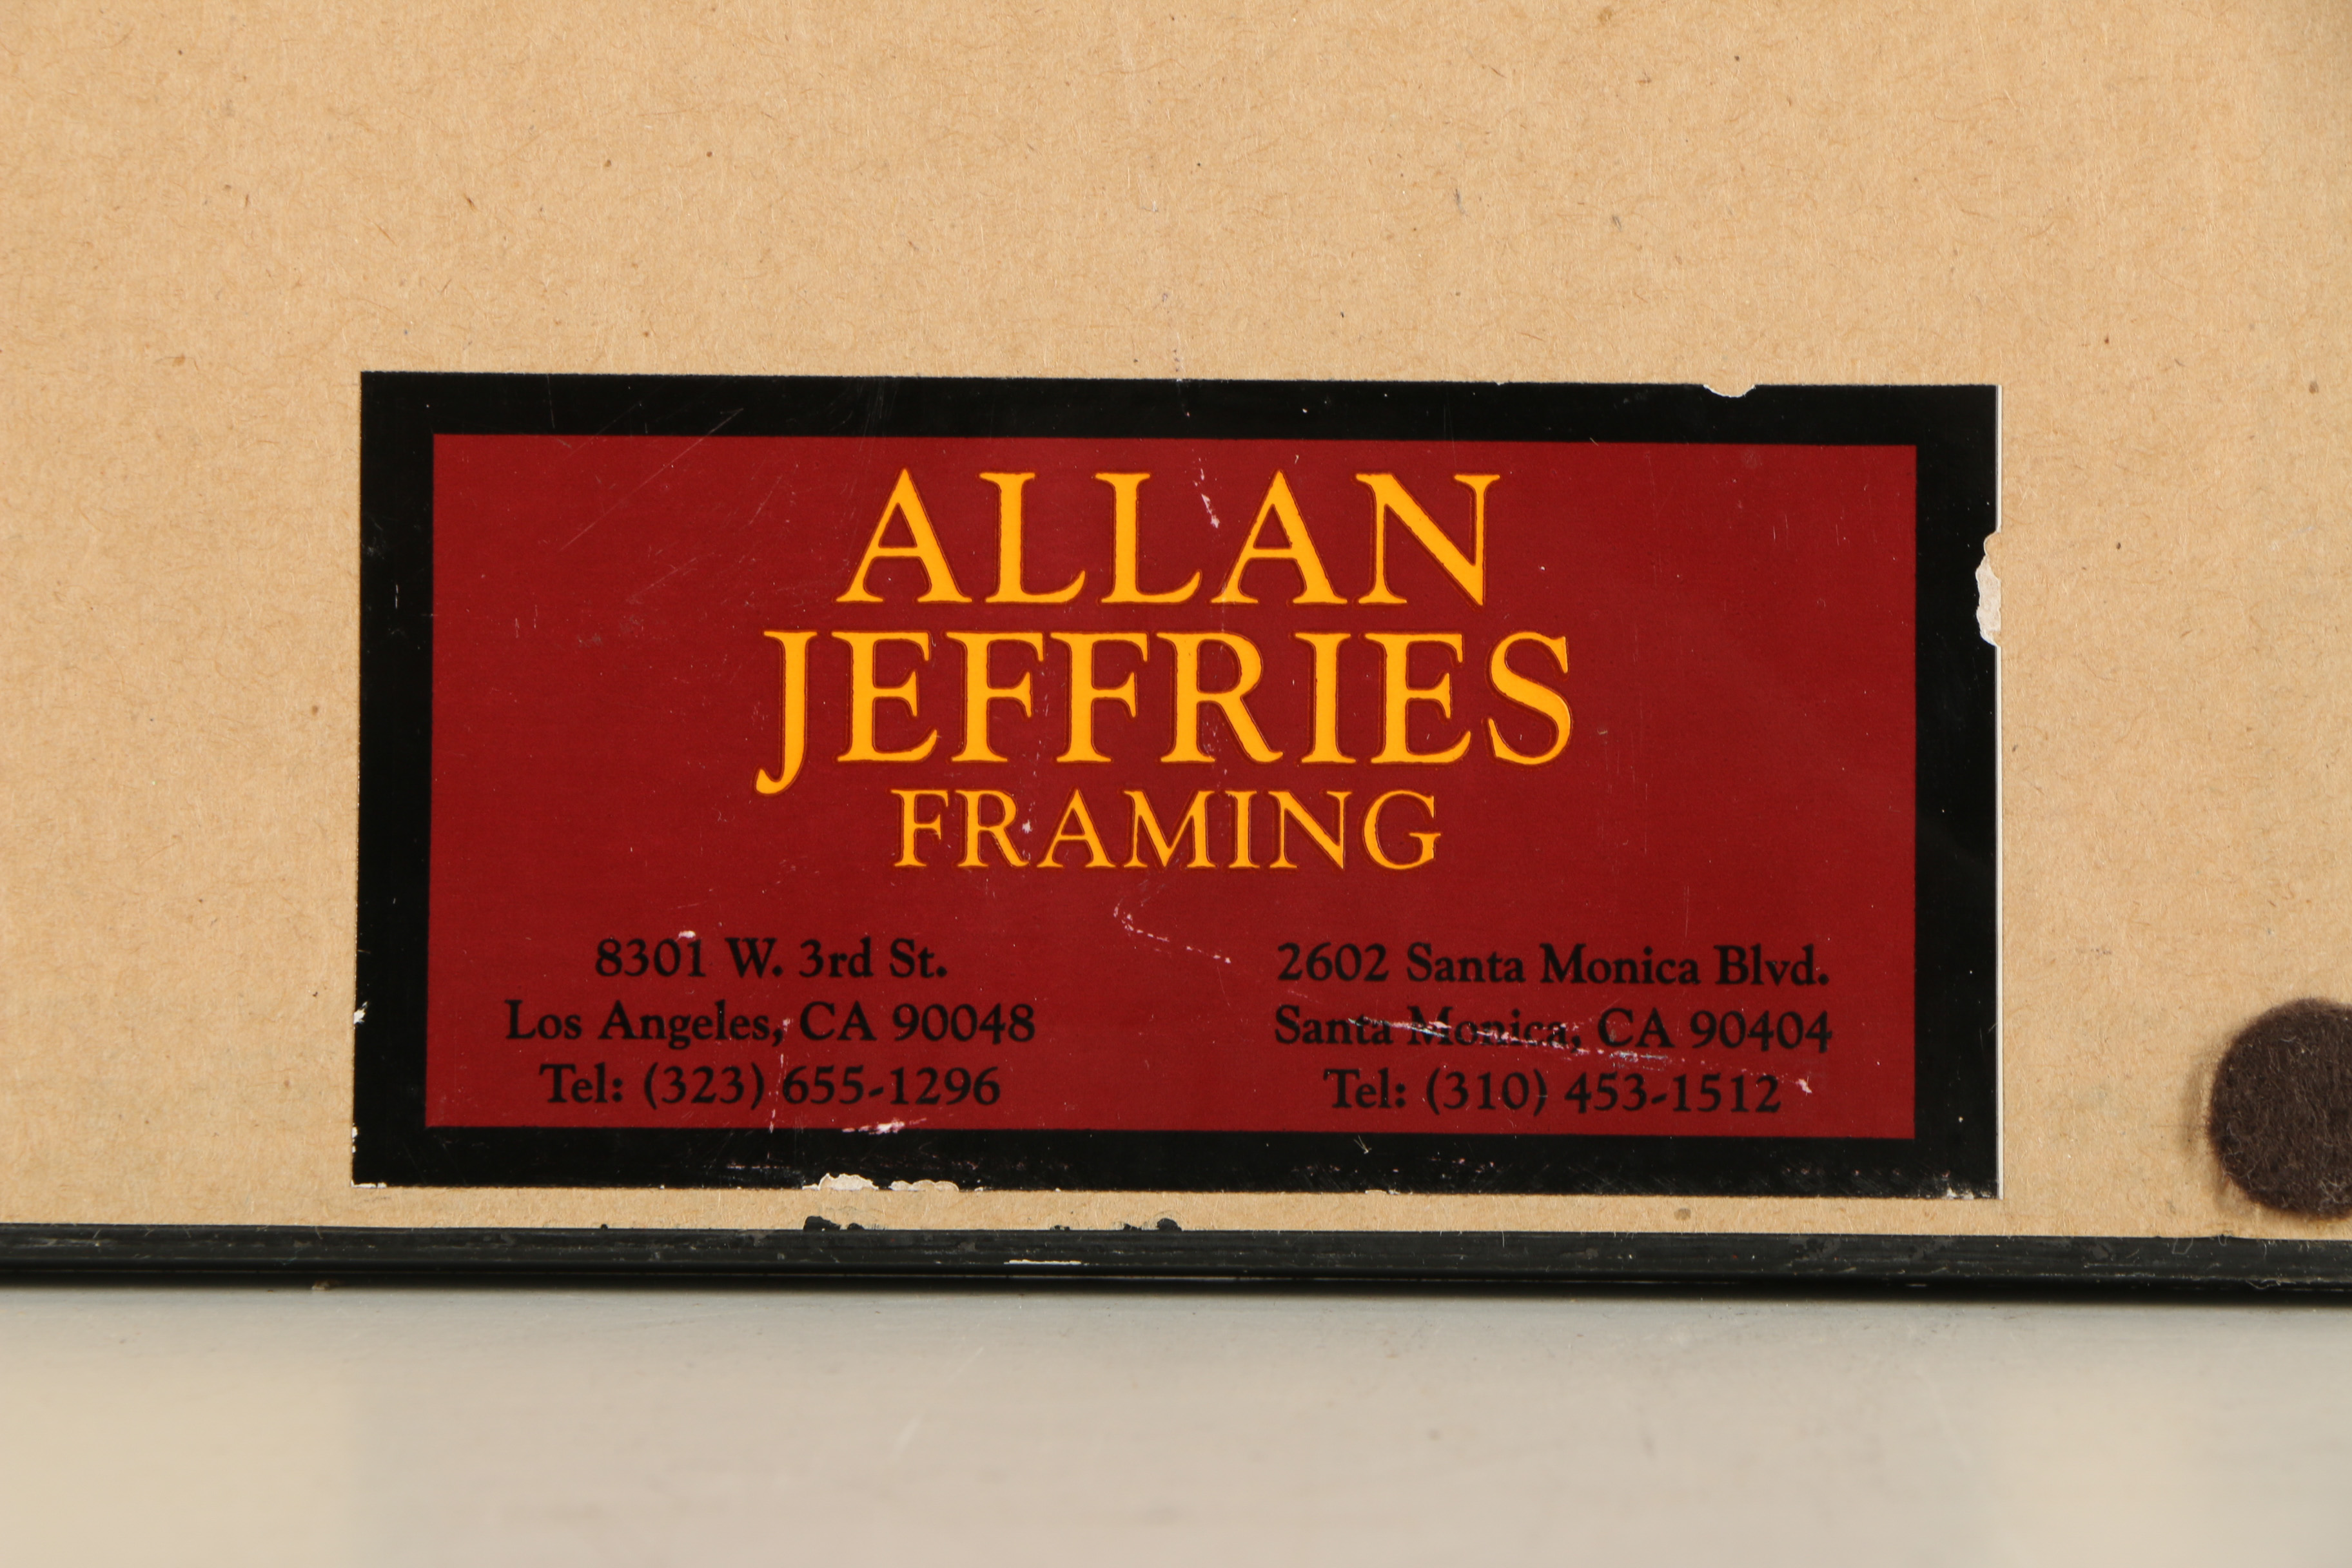 ALLAN
JEFFRIES
FRAMING
8301 W. 3rd St.
Los Angeles, CA 90048
Tel: (323) 655-1296
2602 Santa Monica Blvd.
Santa Monica, CA 90404
Tel: (310) 453-1512